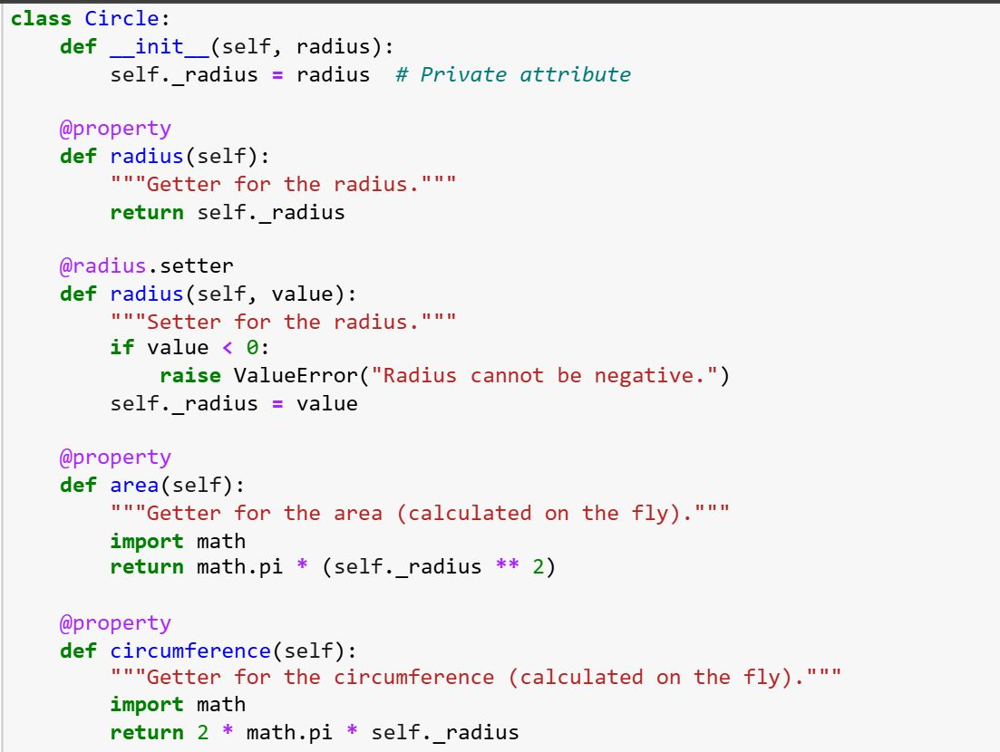 class Circle:
    def __init__(self, radius):
        self._radius = radius  # Private attribute

    @property
    def radius(self):
        """Getter for the radius."""
        return self._radius

    @radius.setter
    def radius(self, value):
        """Setter for the radius."""
        if value < 0:
            raise ValueError("Radius cannot be negative.")
        self._radius = value

    @property
    def area(self):
        """Getter for the area (calculated on the fly)."""
        import math
        return math.pi * (self._radius ** 2)

    @property
    def circumference(self):
        """Getter for the circumference (calculated on the fly)."""
        import math
        return 2 * math.pi * self._radius